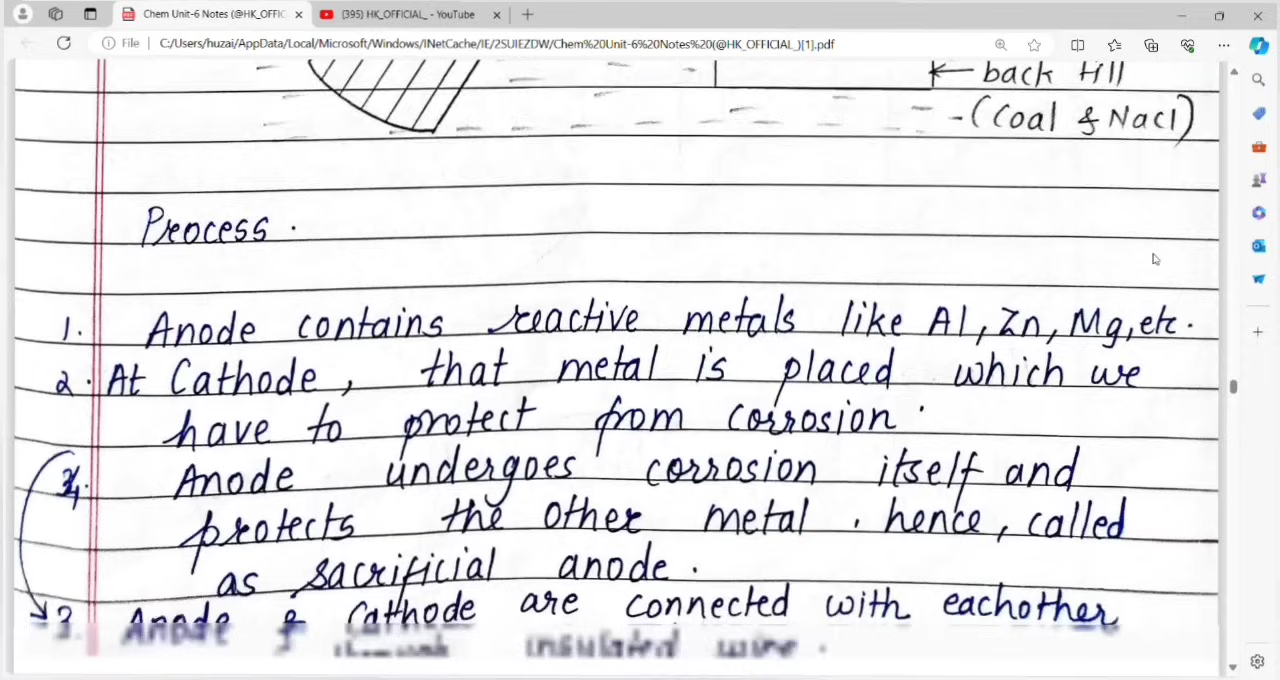 Chem Unit-6 Notes (@HK_OFFIC
(395) HK_OFFICIAL_ - YouTube
File
C:/Users/huzai/AppData/Local/Microsoft/Windows/INetCache/IE/2SUIEZDW/Chem%20Unit-6%20Notes%20(@HK_OFFICIAL_)[1].pdf
← back fill
-(Coal & Nacl)
Process.
1. Anode contains reactive metals like Al, Zn, Mg, etc.
2. At Cathode, that metal is placed which we
have to protect from corrosion.
4. Anode undergoes corrosion itself and
protects the other metal. hence, called
as sacrificial anode.
3. Anode & Cathode are connected with eachother
through insulated wire.